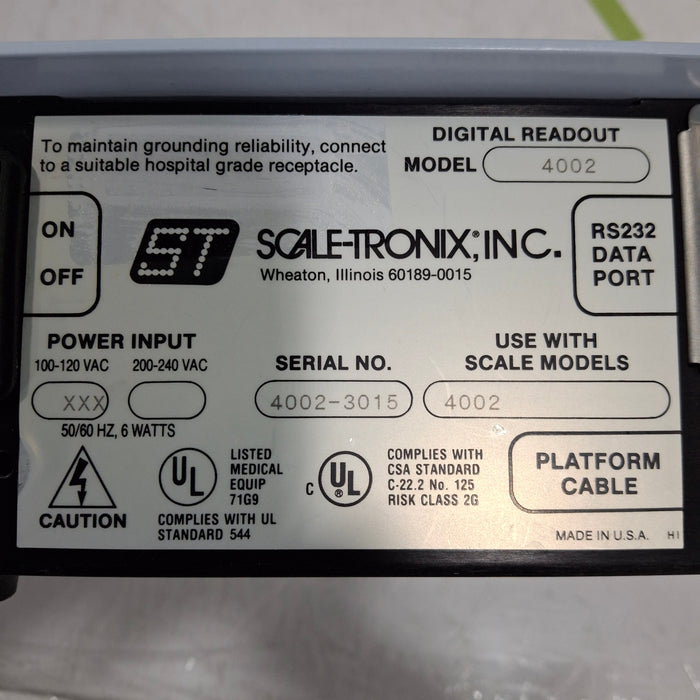 To maintain grounding reliability, connect
to a suitable hospital grade receptacle.
DIGITAL READOUT
MODEL 4002
ON
OFF
ST
SCALE-TRONIX,® INC.
Wheaton, Illinois 60189-0015
RS232
DATA
PORT
POWER INPUT
100-120 VAC 200-240 VAC
XXX
50/60 HZ, 6 WATTS
SERIAL NO.
4002-3015
USE WITH
SCALE MODELS
4002
CAUTION
UL
LISTED
MEDICAL
EQUIP
71G9
COMPLIES WITH UL
STANDARD 544
C UL®
COMPLIES WITH
CSA STANDARD
C-22.2 No. 125
RISK CLASS 2G
PLATFORM
CABLE
MADE IN U.S.A. HI